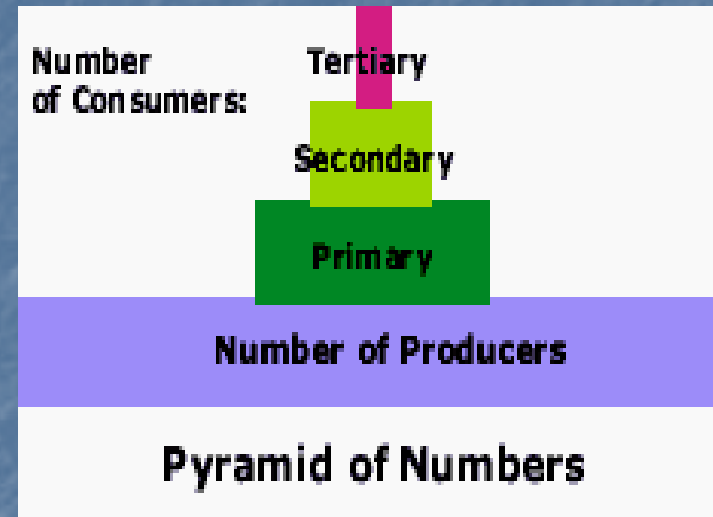 Number
of Consumers:
Tertiary
Secondary
Primary
Number of Producers
Pyramid of Numbers